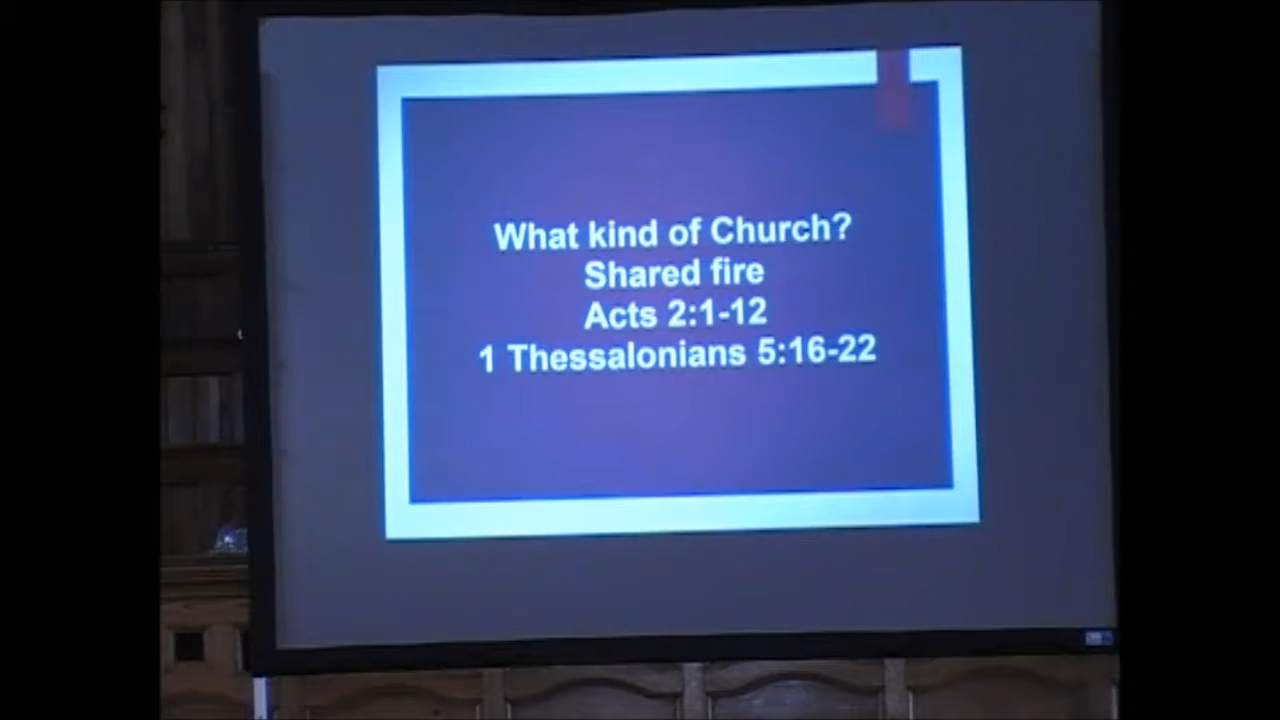 What kind of Church?
Shared fire
Acts 2:1-12
1 Thessalonians 5:16-22